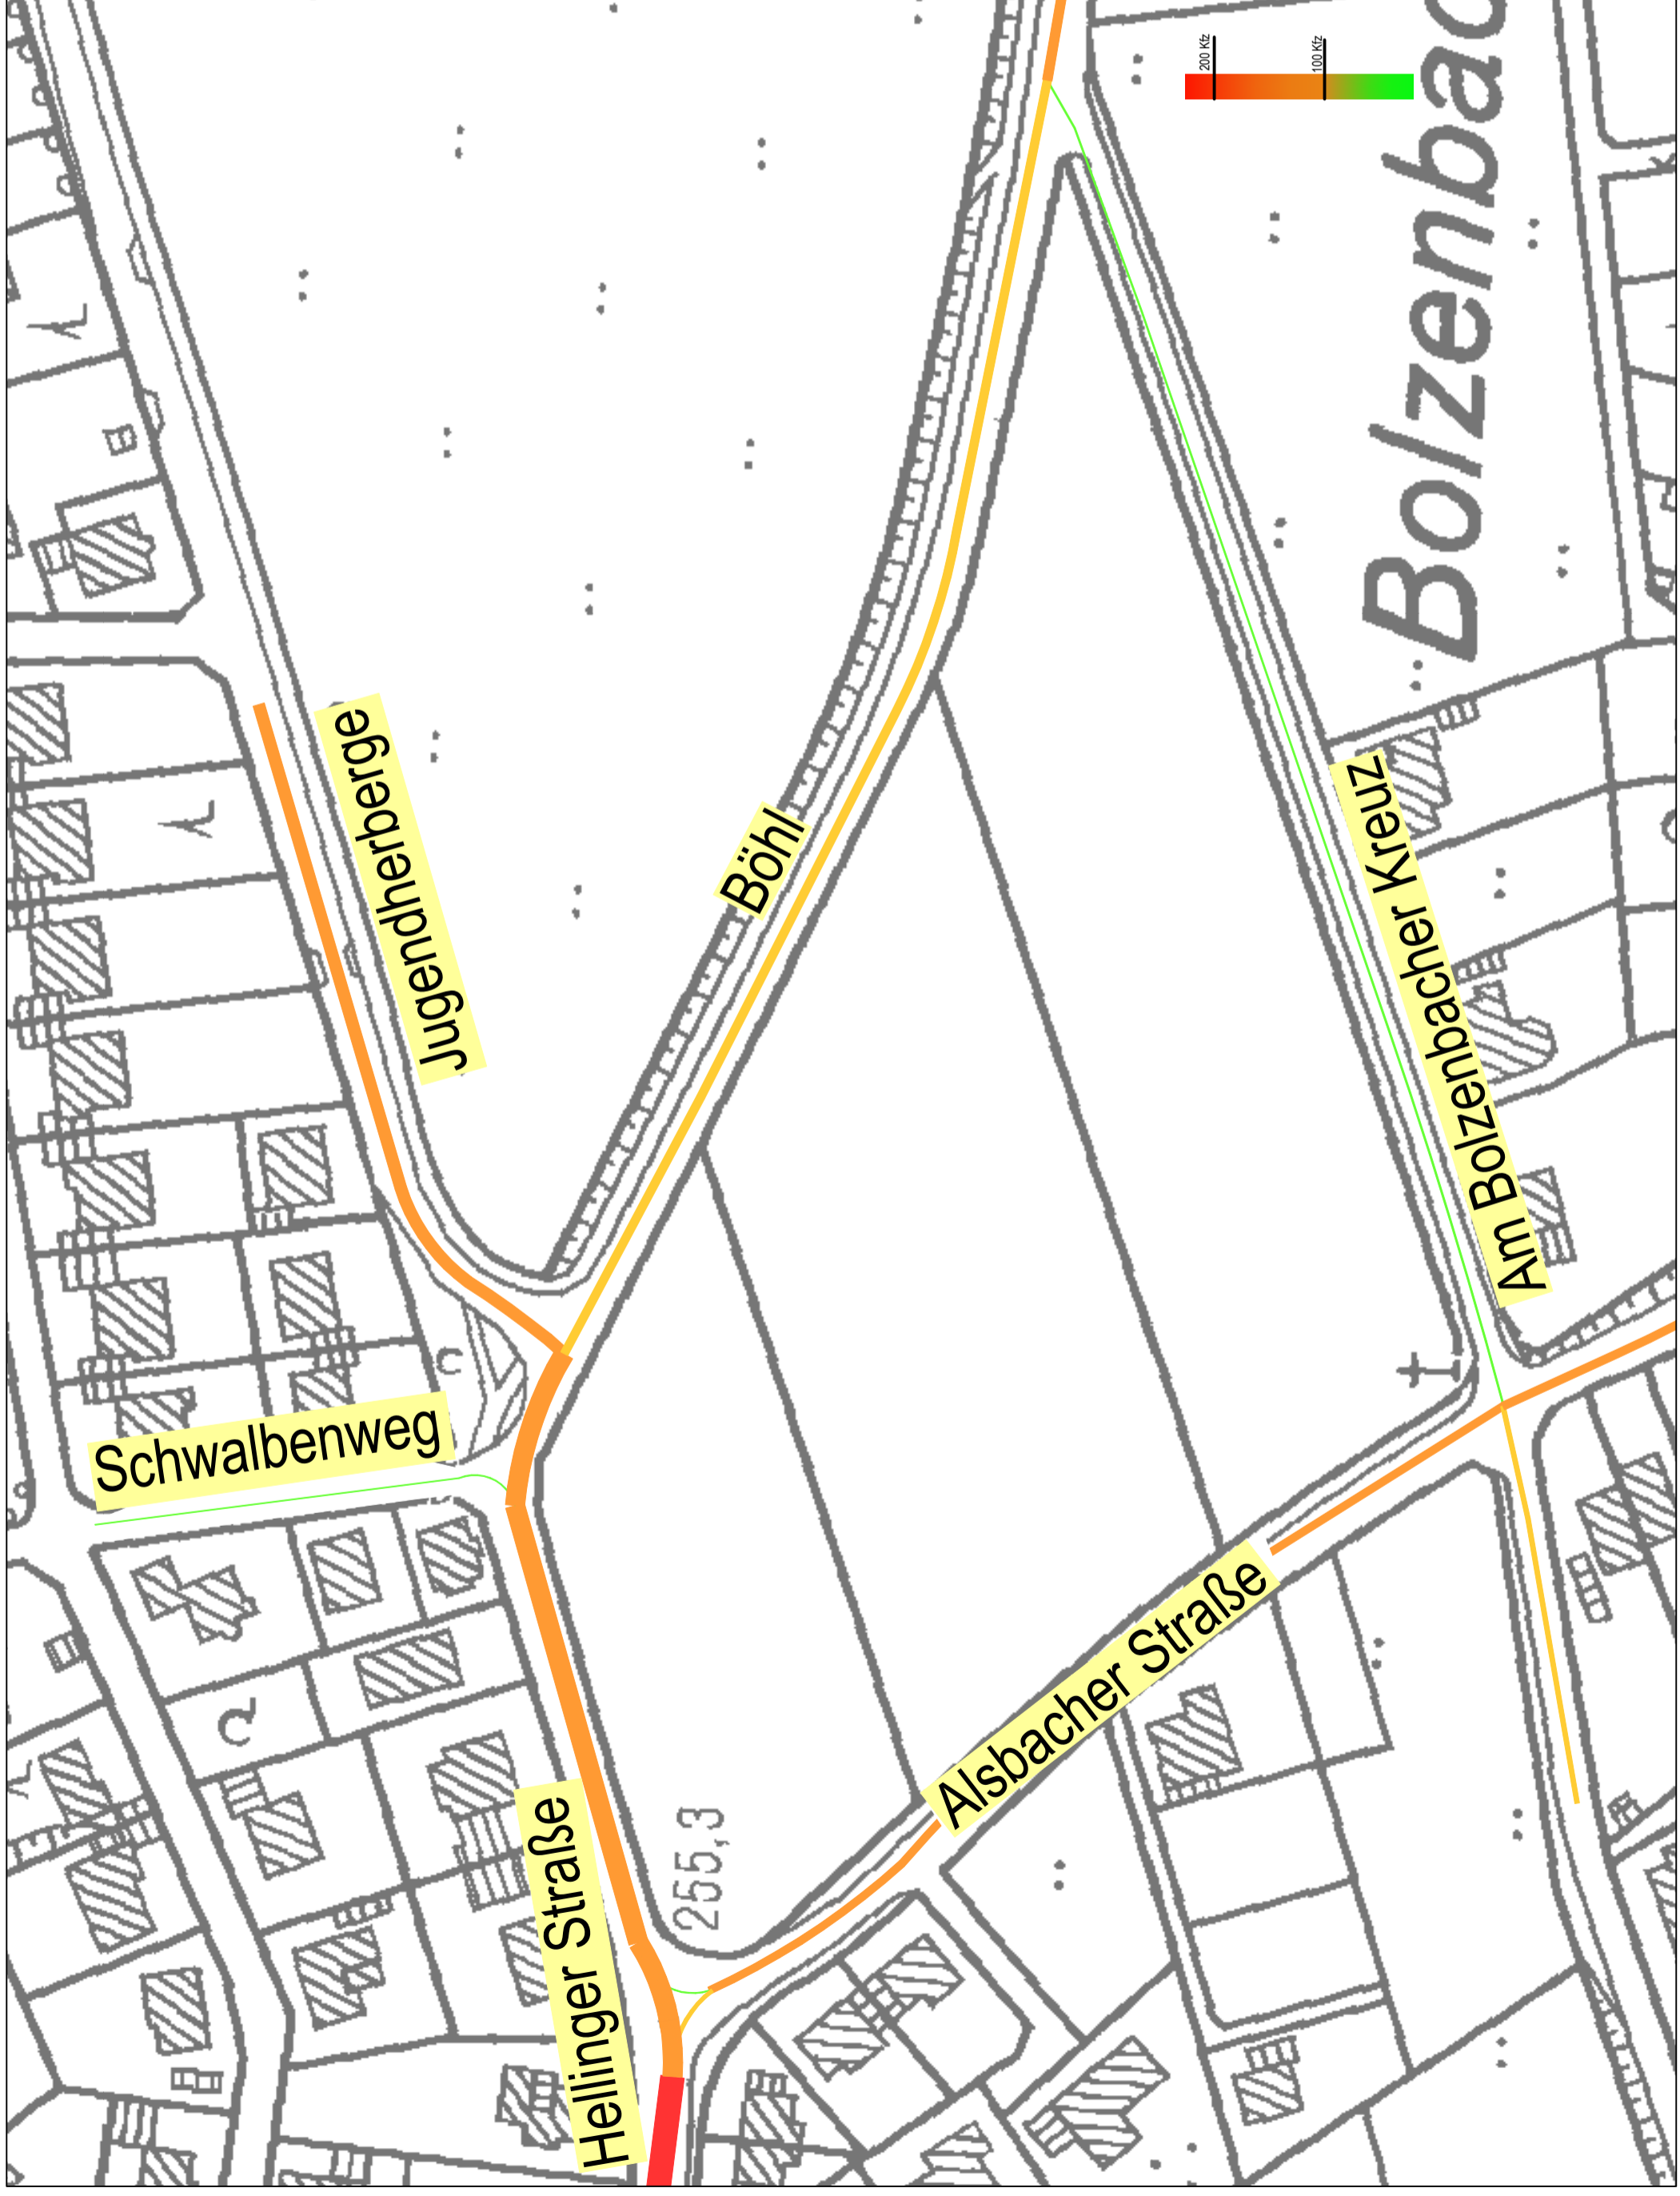 200 Kfz
100 Kfz
Bolzenbac
Jugendherberge
Böhl
Am Bolzenbacher Kreuz
Schwalbenweg
Alsbacher Straße
Hellinger Straße
255,3